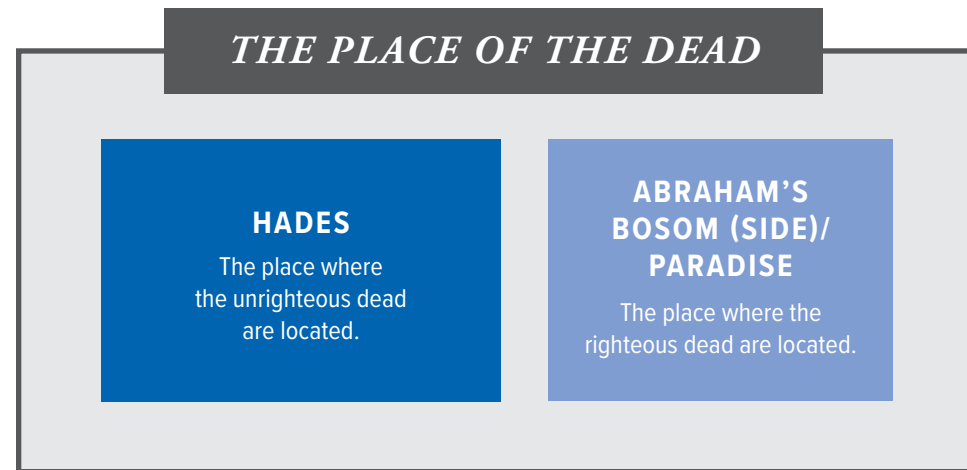 THE PLACE OF THE DEAD
HADES
The place where
the unrighteous dead
are located.
ABRAHAM’S
BOSOM (SIDE)/
PARADISE
The place where the
righteous dead are located.